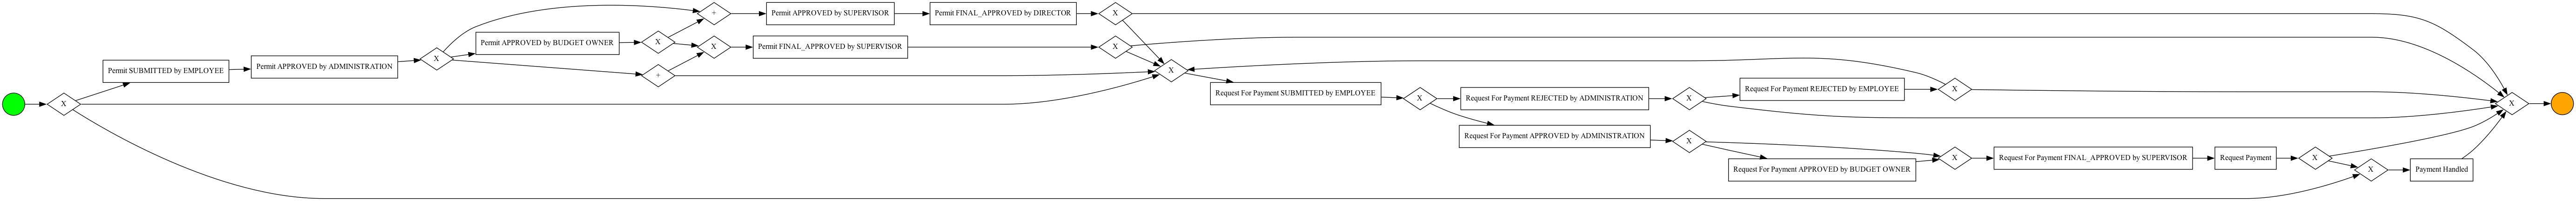 X
Permit SUBMITTED by EMPLOYEE
Permit APPROVED by ADMINISTRATION
X
Permit APPROVED by BUDGET OWNER
X
+
+
X
Permit APPROVED by SUPERVISOR
Permit FINAL_APPROVED by DIRECTOR
X
Permit FINAL_APPROVED by SUPERVISOR
X
X
Request For Payment SUBMITTED by EMPLOYEE
X
Request For Payment REJECTED by ADMINISTRATION
X
Request For Payment REJECTED by EMPLOYEE
X
Request For Payment APPROVED by ADMINISTRATION
X
Request For Payment APPROVED by BUDGET OWNER
X
Request For Payment FINAL_APPROVED by SUPERVISOR
Request Payment
X
X
Payment Handled
X